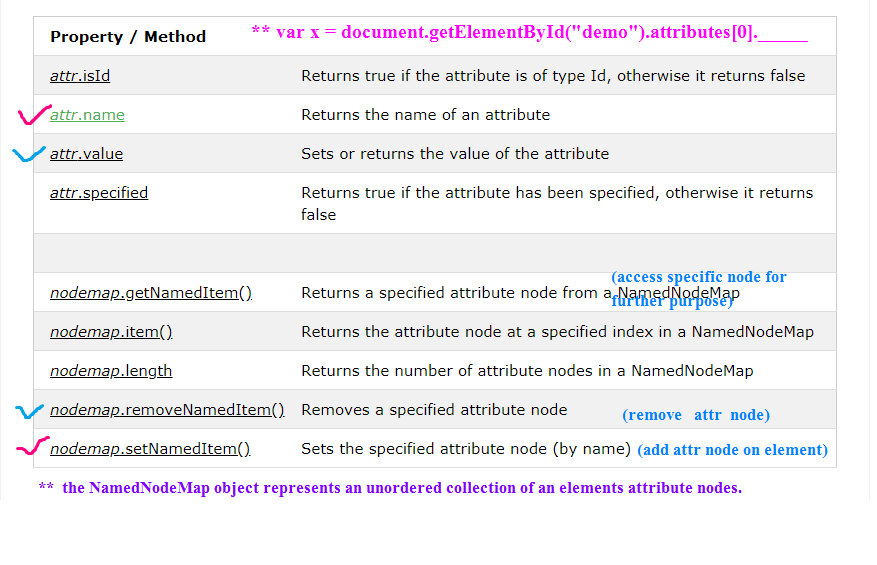 Property / Method ** var x = document.getElementById("demo").attributes[0]._____
attr.isId Returns true if the attribute is of type Id, otherwise it returns false
attr.name Returns the name of an attribute
attr.value Sets or returns the value of the attribute
attr.specified Returns true if the attribute has been specified, otherwise it returns
false
(access specific node for
nodemap.getNamedItem() Returns a specified attribute node from a NamedNodeMap
further purpose)
nodemap.item() Returns the attribute node at a specified index in a NamedNodeMap
nodemap.length Returns the number of attribute nodes in a NamedNodeMap
nodemap.removeNamedItem() Removes a specified attribute node (remove attr node)
nodemap.setNamedItem() Sets the specified attribute node (by name) (add attr node on element)
** the NamedNodeMap object represents an unordered collection of an elements attribute nodes.